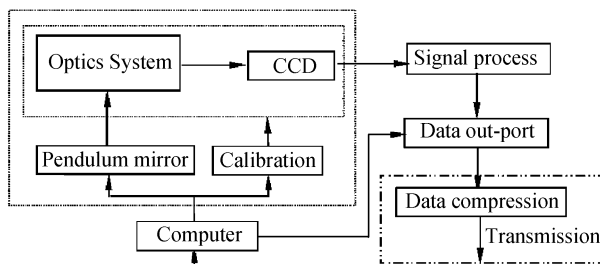 Optics System
CCD
Signal process
Data out-port
Pendulum mirror
Calibration
Data compression
Computer
Transmission